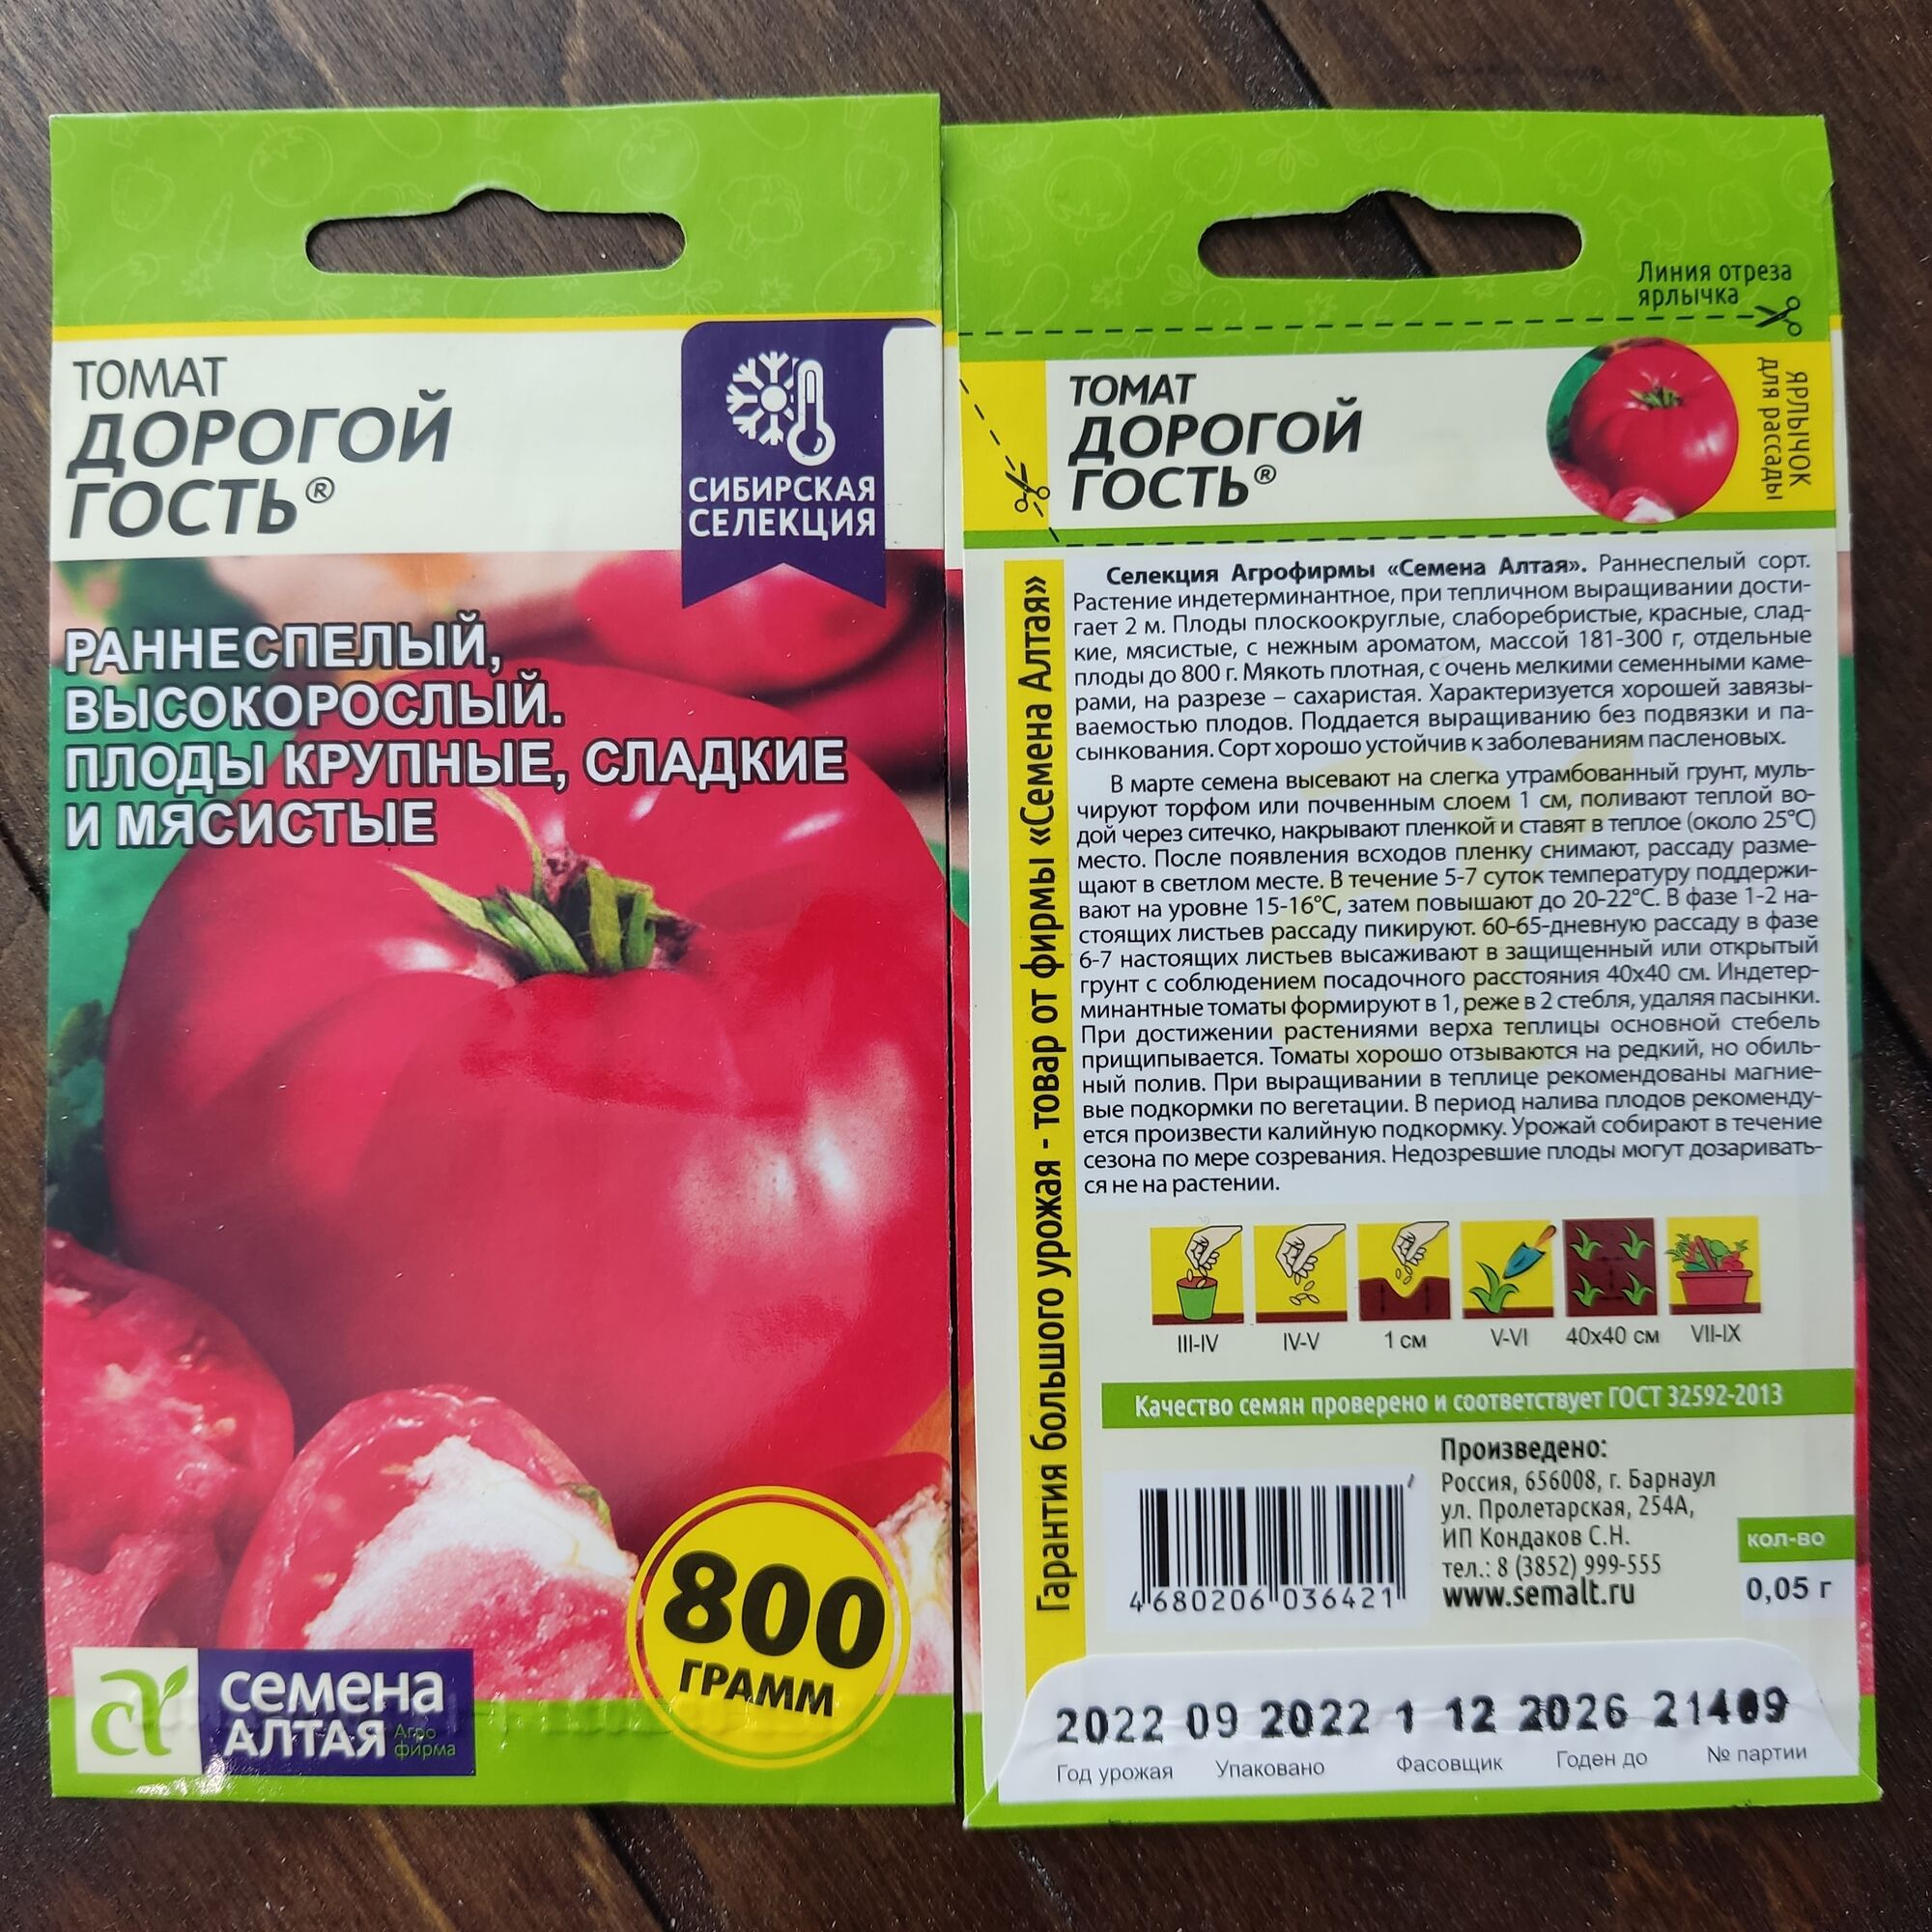 ТОМАТ
ДОРОГОЙ
ГОСТЬ®
СИБИРСКАЯ
СЕЛЕКЦИЯ
РАННЕСПЕЛЫЙ,
ВЫСОКОРОСЛЫЙ.
ПЛОДЫ КРУПНЫЕ, СЛАДКИЕ
И МЯСИСТЫЕ
800
ГРАММ
семена
АЛТАЯ
Агро
фирма
Линия отреза
ярлычка
ТОМАТ
ДОРОГОЙ
ГОСТЬ®
ЯРЛЫЧОК
для рассады
Гарантия большого урожая - товар от фирмы «Семена Алтая»
Селекция Агрофирмы «Семена Алтая». Раннеспелый сорт.
Растение индетерминантное, при тепличном выращивании дости-
гает 2 м. Плоды плоскоокруглые, слаборебристые, красные, слад-
кие, мясистые, с нежным ароматом, массой 181-300 г, отдельные
плоды до 800 г. Мякоть плотная, с очень мелкими семенными каме-
рами, на разрезе – сахаристая. Характеризуется хорошей завязы-
ваемостью плодов. Поддается выращиванию без подвязки и па-
сынкования. Сорт хорошо устойчив к заболеваниям пасленовых.
В марте семена высевают на слегка утрамбованный грунт, муль-
чируют торфом или почвенным слоем 1 см, поливают теплой во-
дой через ситечко, накрывают пленкой и ставят в теплое (около 25°С)
место. После появления всходов пленку снимают, рассаду разме-
щают в светлом месте. В течение 5-7 суток температуру поддержи-
вают на уровне 15-16°С, затем повышают до 20-22°С. В фазе 1-2 на-
стоящих листьев рассаду пикируют. 60-65-дневную рассаду в фазе
6-7 настоящих листьев высаживают в защищенный или открытый
грунт с соблюдением посадочного расстояния 40х40 см. Индетер-
минантные томаты формируют в 1, реже в 2 стебля, удаляя пасынки.
При достижении растениями верха теплицы основной стебель
прищипывается. Томаты хорошо отзываются на редкий, но обиль-
ный полив. При выращивании в теплице рекомендованы магние-
вые подкормки по вегетации. В период налива плодов рекоменду-
ется произвести калийную подкормку. Урожай собирают в течение
сезона по мере созревания. Недозревшие плоды могут дозаривать-
ся не на растении.
III-IV IV-V 1 см V-VI 40х40 см VII-IX
Качество семян проверено и соответствует ГОСТ 32592-2013
Произведено:
Россия, 656008, г. Барнаул
ул. Пролетарская, 254А,
ИП Кондаков С.Н.
тел.: 8 (3852) 999-555
www.semalt.ru
4680206036421
кол-во
0,05 г
2022 09 2022 1 12 2026
Год урожая Упаковано Фасовщик Годен до № партии